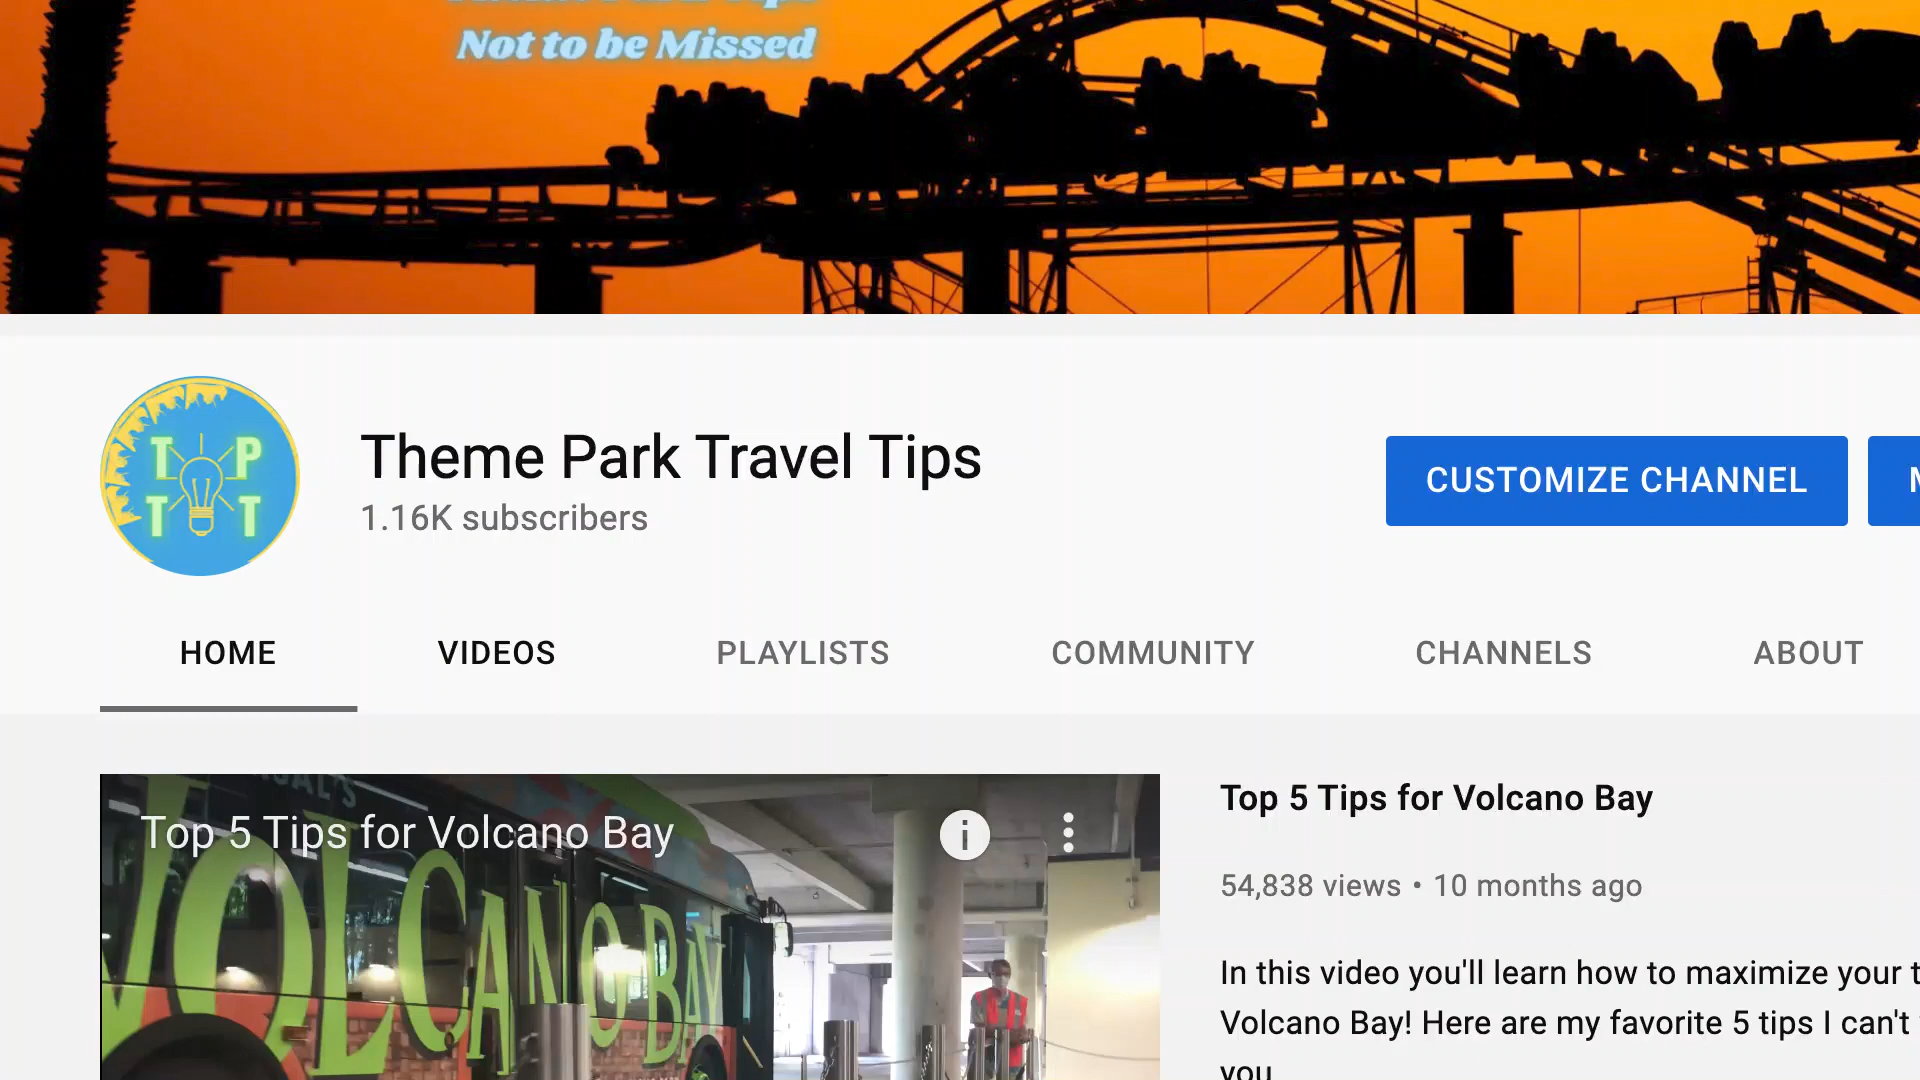 Not to be Missed
T P
T T
Theme Park Travel Tips
1.16K subscribers
CUSTOMIZE CHANNEL
HOME
VIDEOS
PLAYLISTS
COMMUNITY
CHANNELS
ABOUT
Top 5 Tips for Volcano Bay
VOLCANO BAY
Top 5 Tips for Volcano Bay
54,838 views • 10 months ago
In this video you'll learn how to maximize your
Volcano Bay! Here are my favorite 5 tips I can't
you